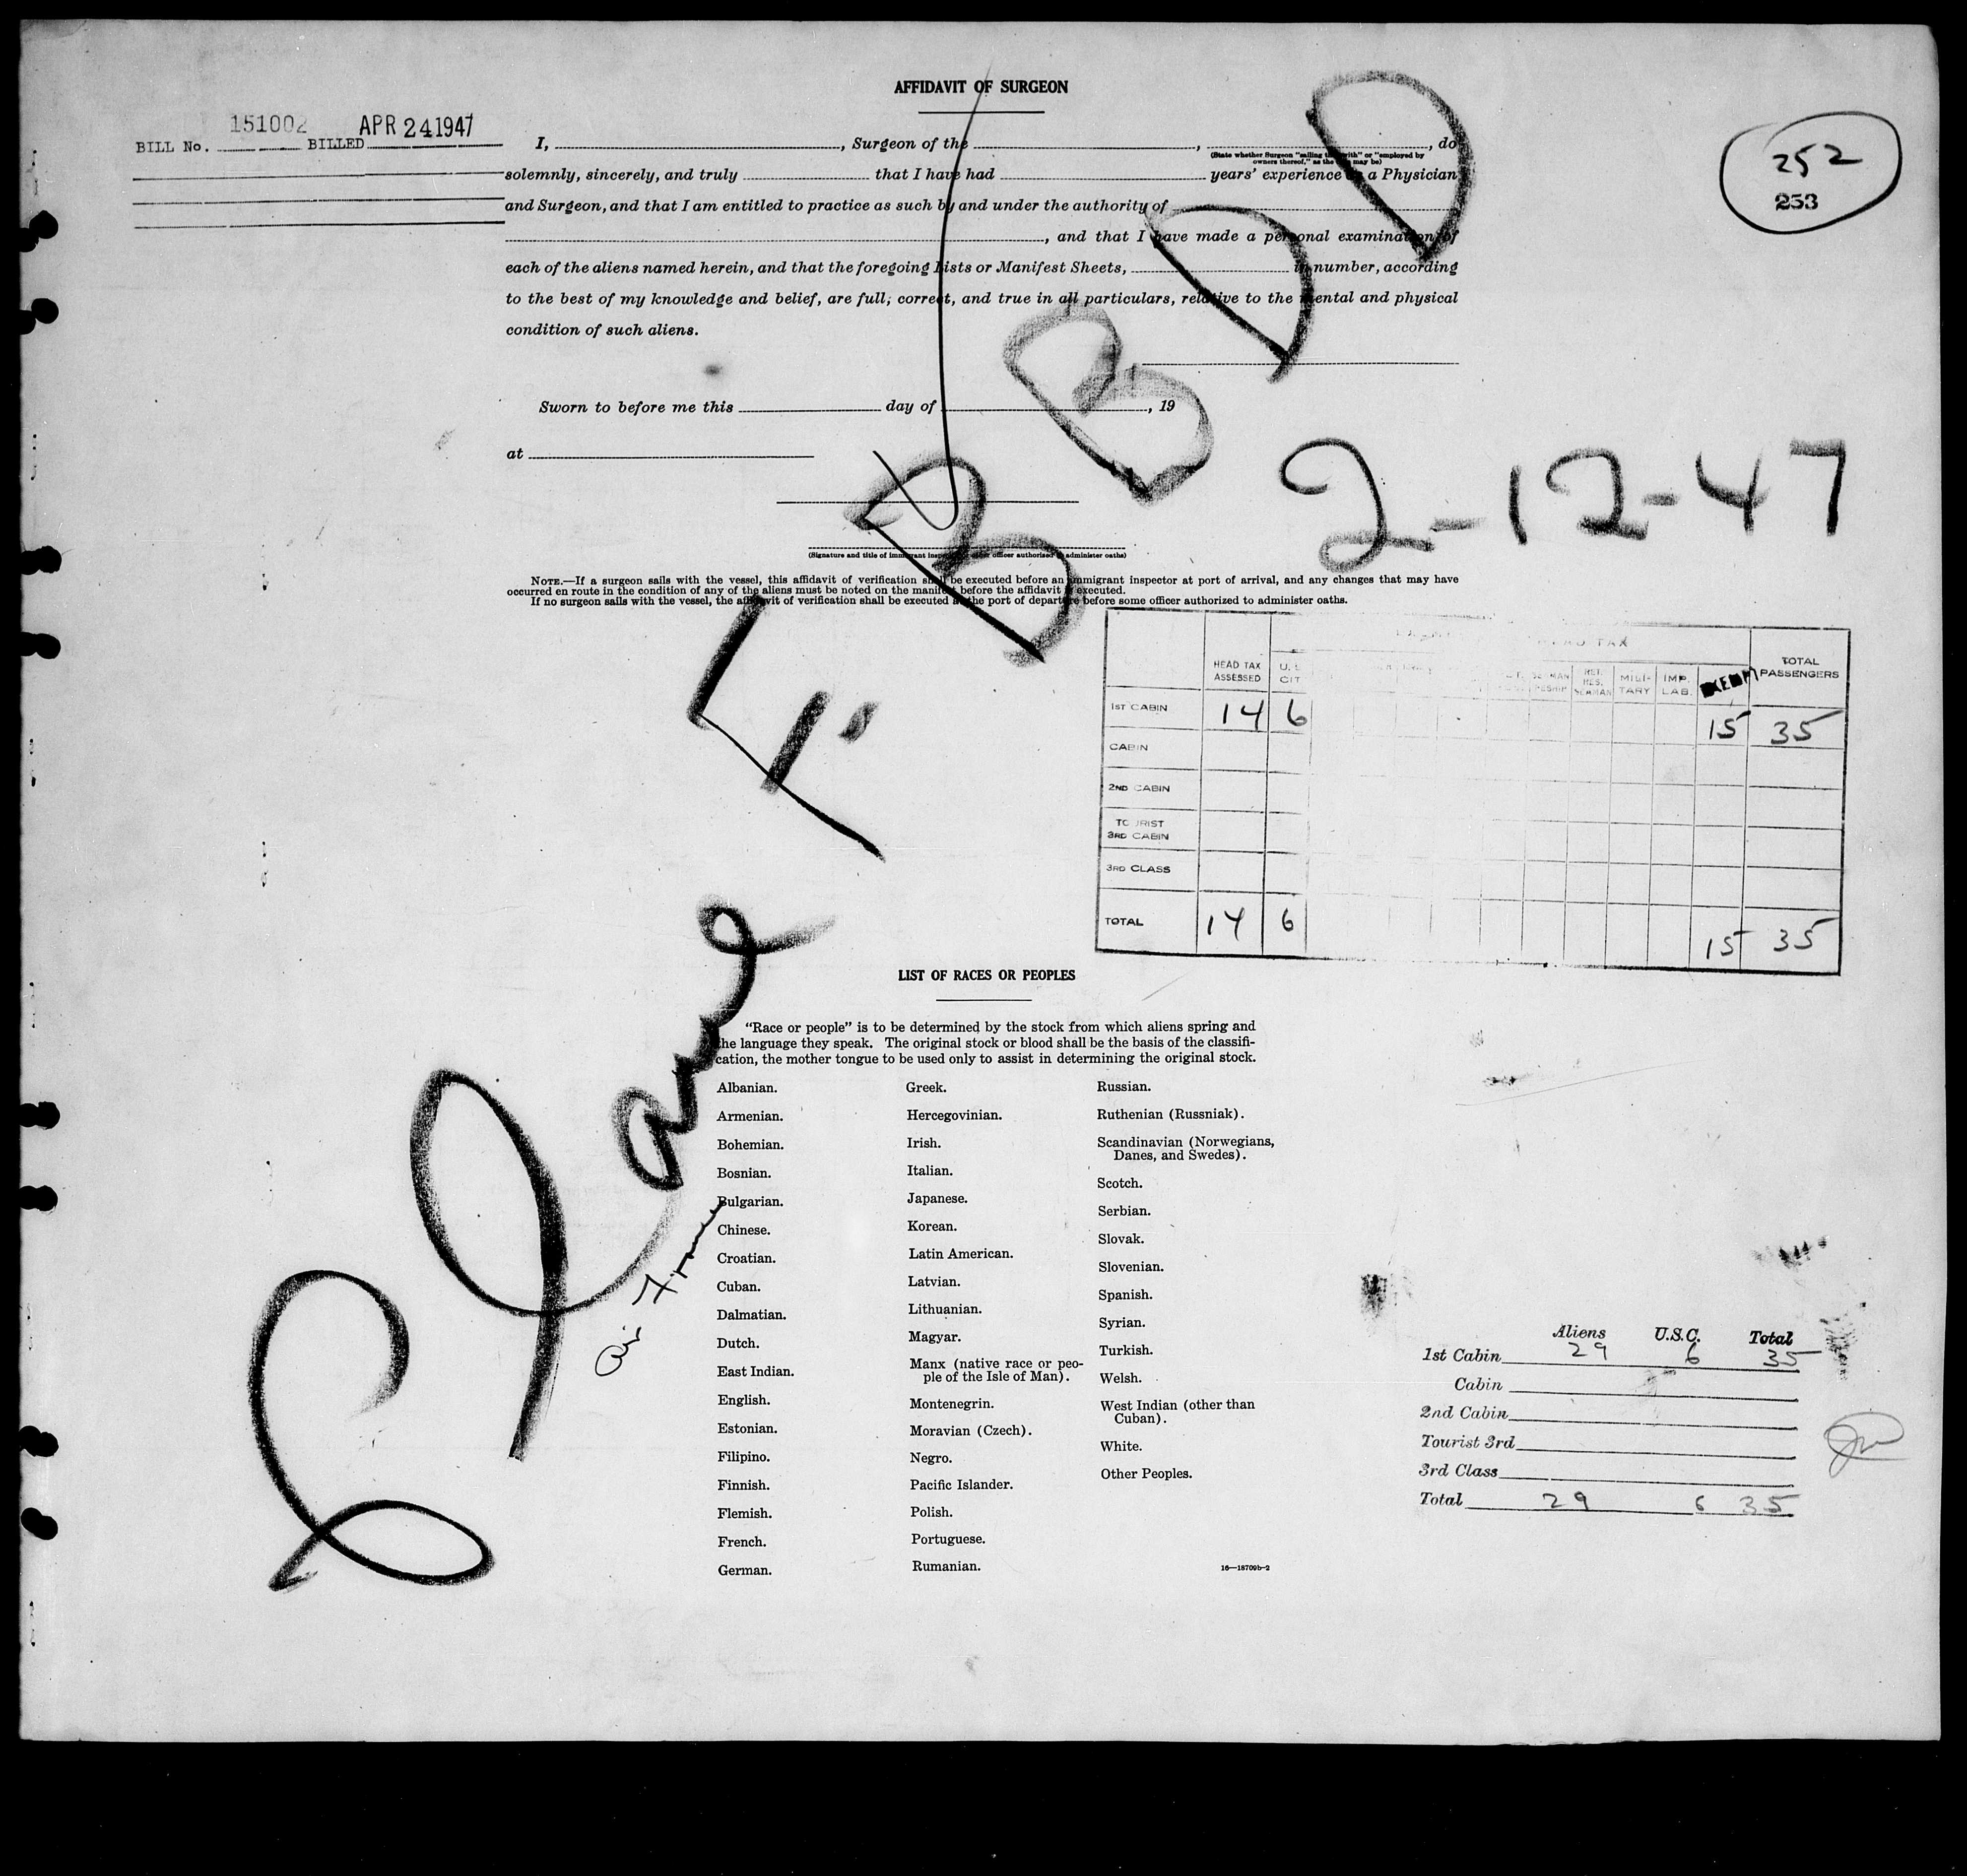 AFFIDAVIT OF SURGEON
151002 APR 24 1947
BILL No. BILLED
252
253
I, , Surgeon of the , , do
(State whether Surgeon "sailing therewith" or "employed by
owners thereof," as the case may be)
solemnly, sincerely, and truly that I have had years' experience as a Physician
and Surgeon, and that I am entitled to practice as such by and under the authority of
, and that I have made a personal examination of
each of the aliens named herein, and that the foregoing Lists or Manifest Sheets, in number, according
to the best of my knowledge and belief, are full, correct, and true in all particulars, relative to the mental and physical
condition of such aliens.
Sworn to before me this day of , 19
at
(Signature and title of immigrant inspector or other officer authorized to administer oaths)
Plane F-BBDD
2-12-47
Air France
NOTE.—If a surgeon sails with the vessel, this affidavit of verification shall be executed before an immigrant inspector at port of arrival, and any changes that may have
occurred en route in the condition of any of the aliens must be noted on the manifest before the affidavit is executed.
If no surgeon sails with the vessel, the affidavit of verification shall be executed at the port of departure before some officer authorized to administer oaths.
HEAD TAX
HEAD TAX ASSESSED U.S. CIT RET. RES. SEAMAN MILI-TARY IMP. LAB. EXEMPT TOTAL PASSENGERS
1ST CABIN 14 6 15 35
CABIN
2ND CABIN
TOURIST
3RD CABIN
3RD CLASS
TOTAL 14 6 15 35
LIST OF RACES OR PEOPLES
"Race or people" is to be determined by the stock from which aliens spring and
the language they speak. The original stock or blood shall be the basis of the classifi-
cation, the mother tongue to be used only to assist in determining the original stock.
Albanian.
Armenian.
Bohemian.
Bosnian.
Bulgarian.
Chinese.
Croatian.
Cuban.
Dalmatian.
Dutch.
East Indian.
English.
Estonian.
Filipino.
Finnish.
Flemish.
French.
German.
Greek.
Hercegovinian.
Irish.
Italian.
Japanese.
Korean.
Latin American.
Latvian.
Lithuanian.
Magyar.
Manx (native race or peo-
ple of the Isle of Man).
Montenegrin.
Moravian (Czech).
Negro.
Pacific Islander.
Polish.
Portuguese.
Rumanian.
Russian.
Ruthenian (Russniak).
Scandinavian (Norwegians,
Danes, and Swedes).
Scotch.
Serbian.
Slovak.
Slovenian.
Spanish.
Syrian.
Turkish.
Welsh.
West Indian (other than
Cuban).
White.
Other Peoples.
16—18709b-2
Aliens U.S.C. Total
1st Cabin 29 6 35
Cabin
2nd Cabin
Tourist 3rd
3rd Class
Total 29 6 35